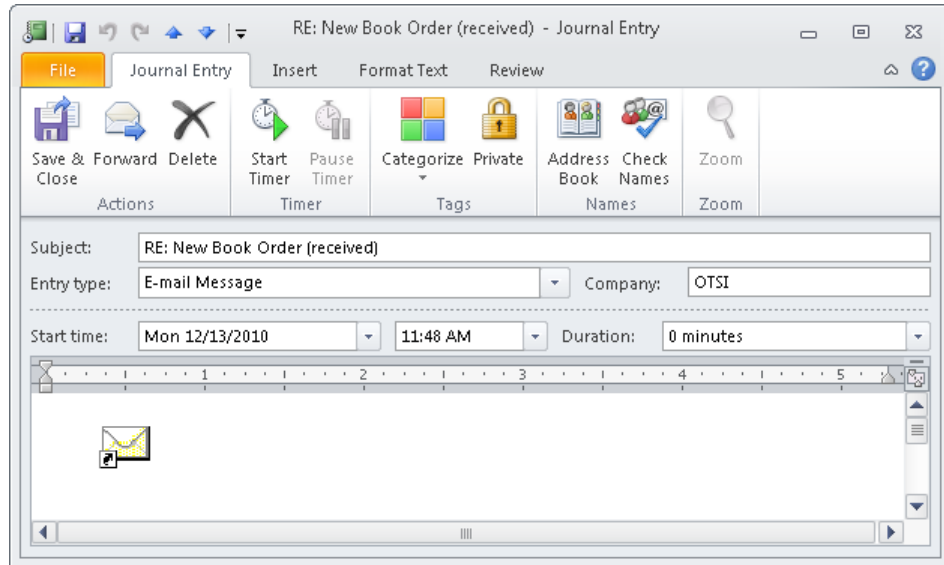 RE: New Book Order (received) - Journal Entry
File Journal Entry Insert Format Text Review
Save & Close Forward Delete Start Timer Pause Timer Categorize Private Address Book Check Names Zoom
Actions Timer Tags Names Zoom
Subject: RE: New Book Order (received)
Entry type: E-mail Message Company: OTSI
Start time: Mon 12/13/2010 11:48 AM Duration: 0 minutes
1 2 3 4 5